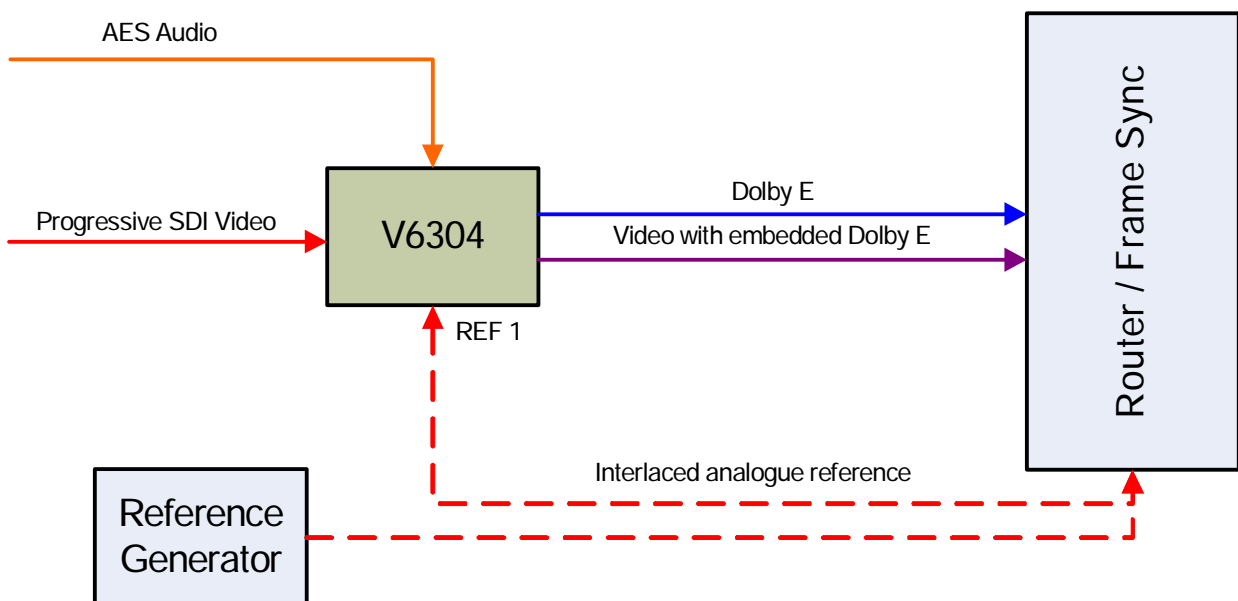 AES Audio
Progressive SDI Video
V6304
Dolby E
Video with embedded Dolby E
REF 1
Router / Frame Sync
Interlaced analogue reference
Reference
Generator